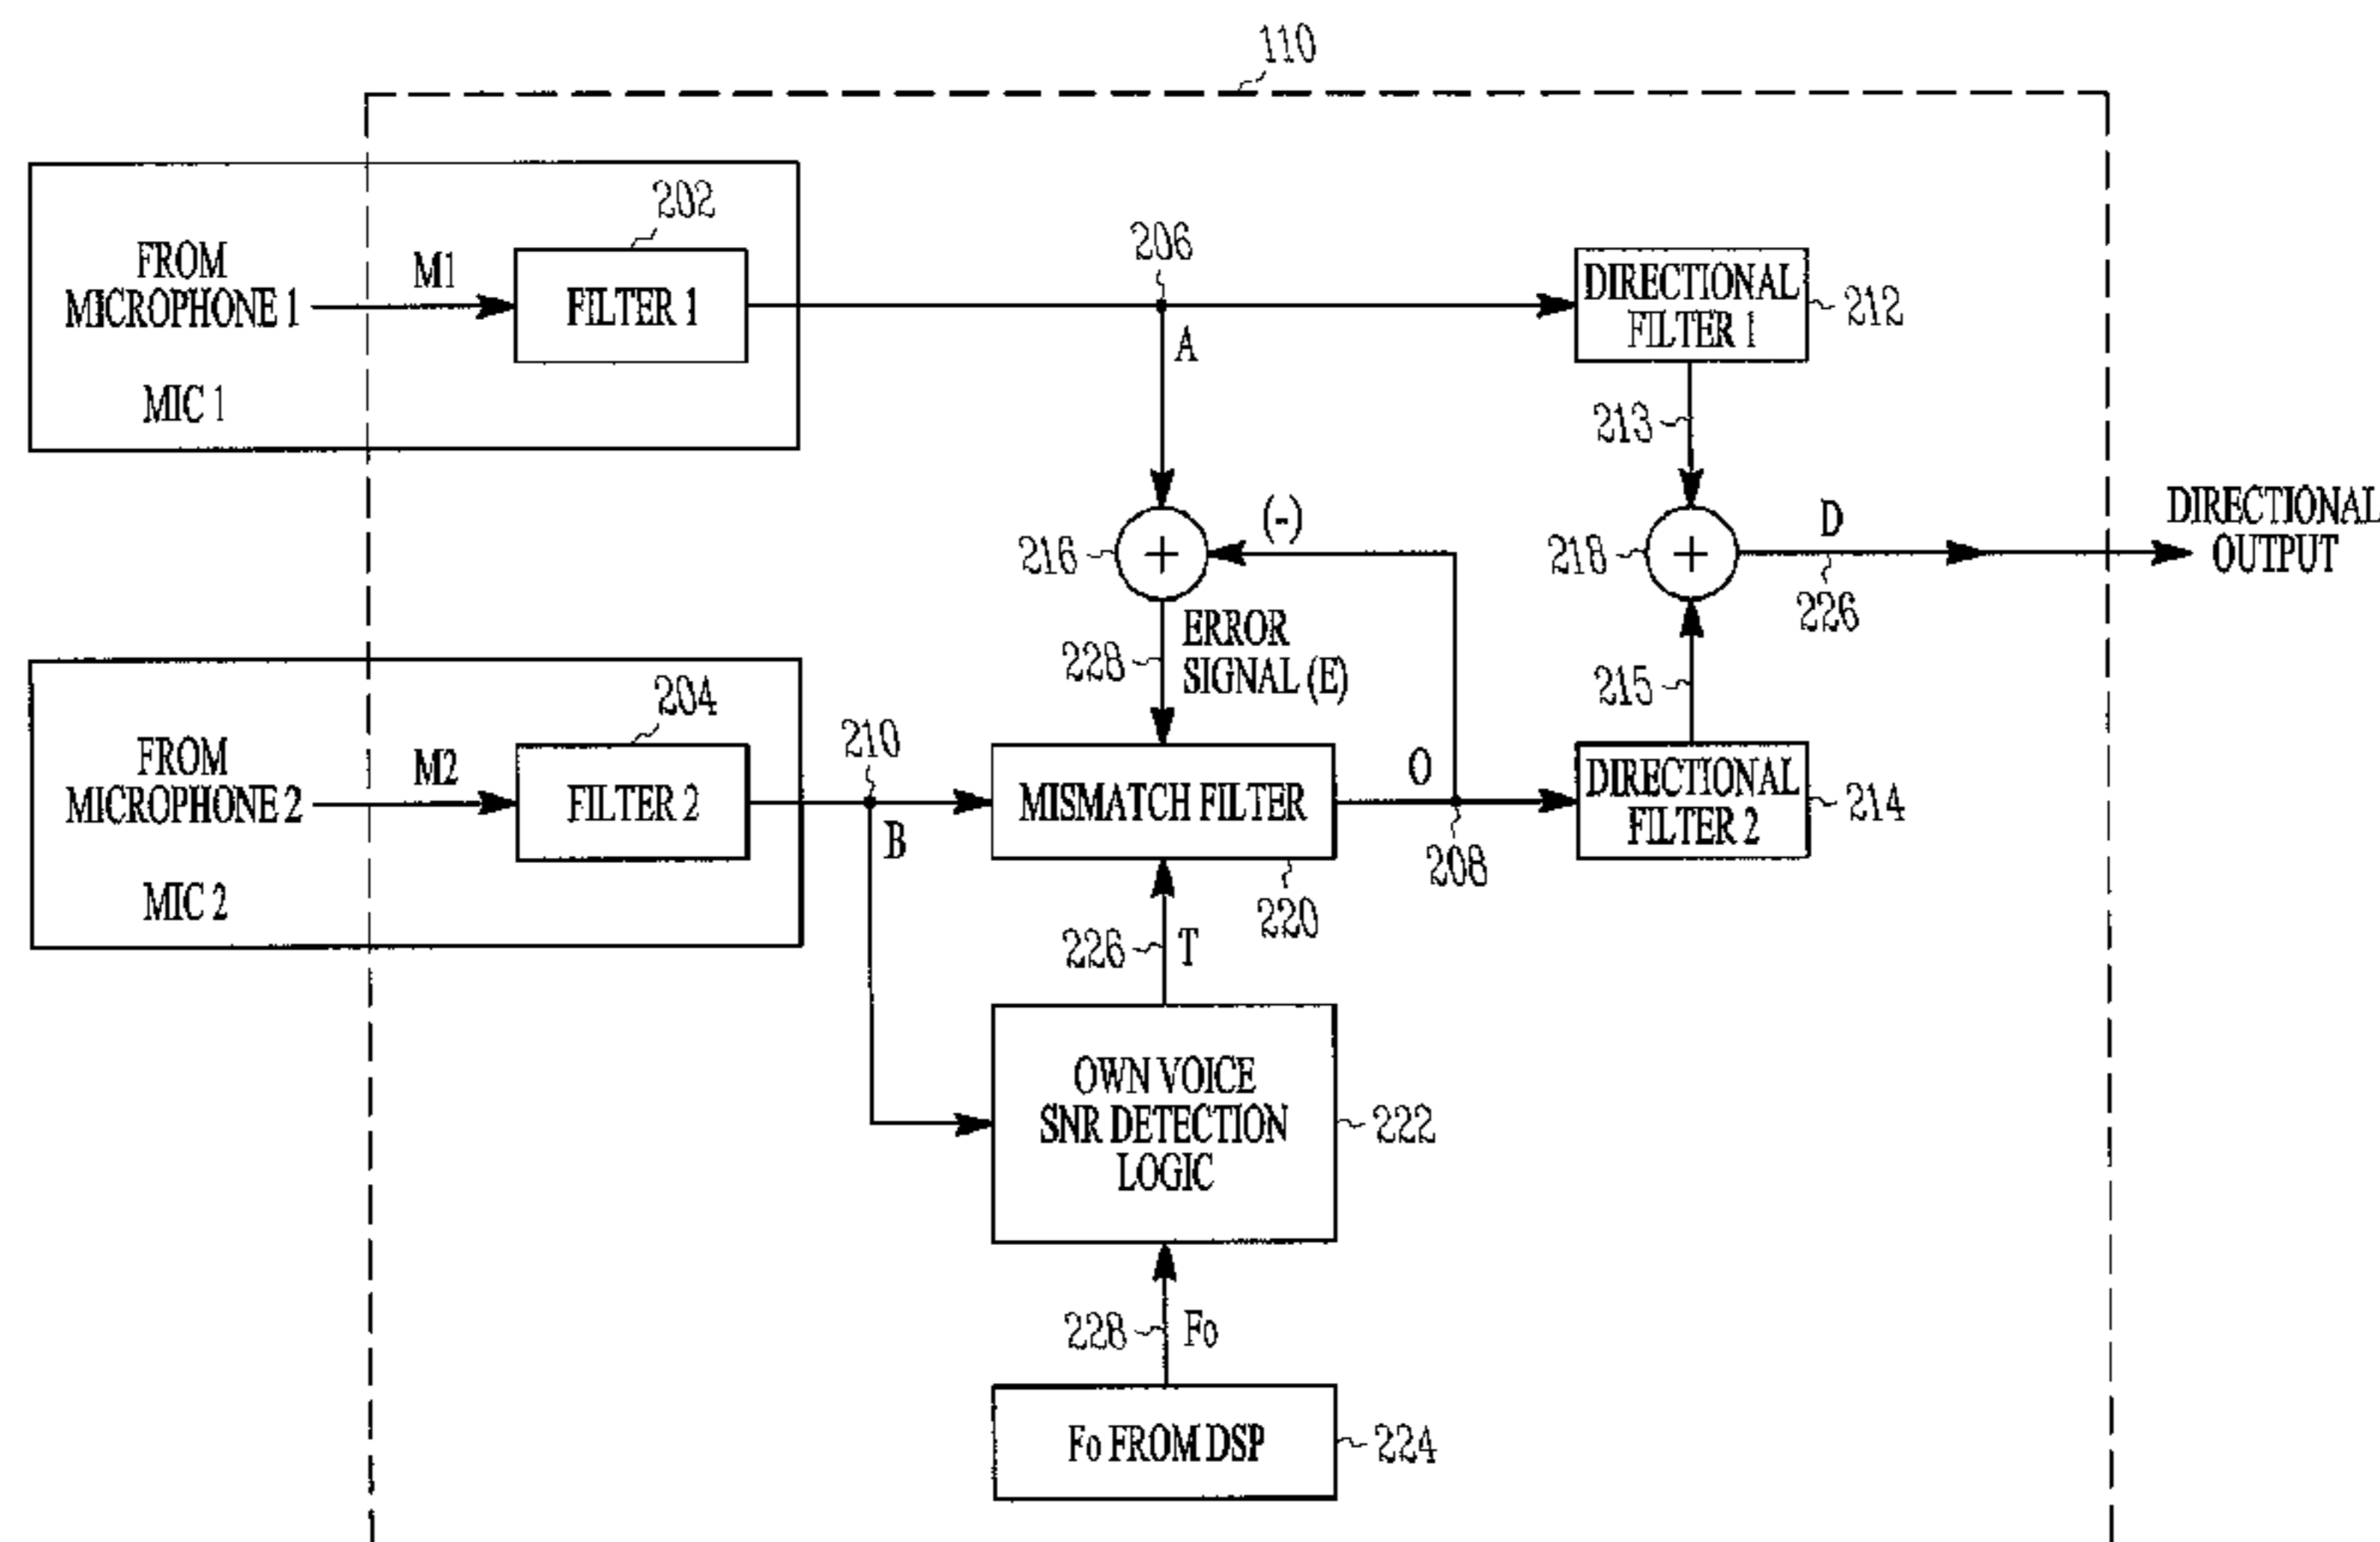 110
202
FROM
MICROPHONE 1
M1
FILTER 1
MIC 1
206
A
DIRECTIONAL
FILTER 1
212
213
216
+
(-)
218
+
D
226
DIRECTIONAL
OUTPUT
228
ERROR
SIGNAL (E)
215
204
FROM
MICROPHONE 2
M2
FILTER 2
MIC 2
210
B
MISMATCH FILTER
O
208
220
DIRECTIONAL
FILTER 2
214
226
T
OWN VOICE
SNR DETECTION
LOGIC
222
228
Fo
Fo FROM DSP
224